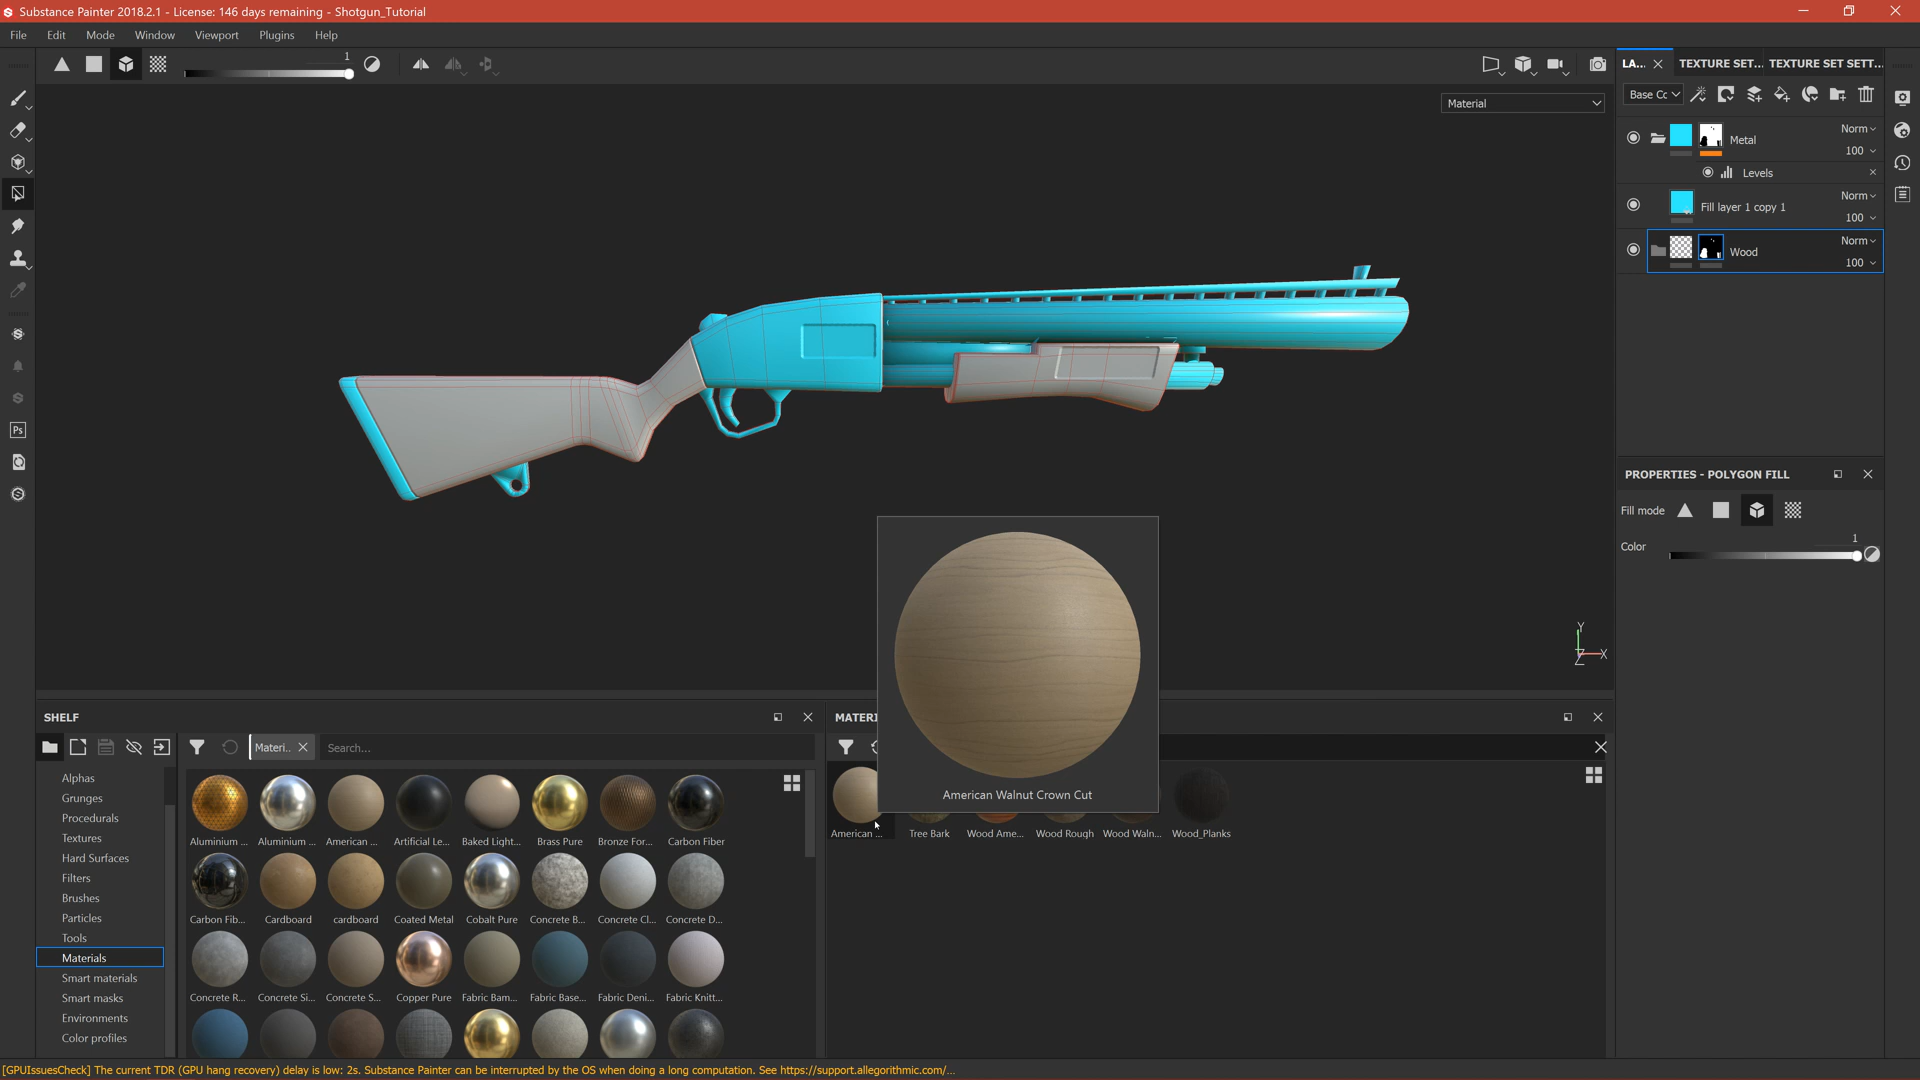 Substance Painter 2018.2.1 - License: 146 days remaining - Shotgun_Tutorial
File Edit Mode Window Viewport Plugins Help
1
Material
LA...
TEXTURE SET...
TEXTURE SET SETT...
Base Cc
Metal
Norm
100
Levels
Fill layer 1 copy 1
Norm
100
Wood
Norm
100
Ps
Y
Z
X
PROPERTIES - POLYGON FILL
Fill mode
Color
1
SHELF
Materi..
Search...
Alphas
Grunges
Procedurals
Textures
Hard Surfaces
Filters
Brushes
Particles
Tools
Materials
Smart materials
Smart masks
Environments
Color profiles
Aluminium ... Aluminium ... American ... Artificial Le... Baked Light... Brass Pure Bronze For... Carbon Fiber
Carbon Fib... Cardboard cardboard Coated Metal Cobalt Pure Concrete B... Concrete Cl... Concrete D...
Concrete R... Concrete Si... Concrete S... Copper Pure Fabric Bam... Fabric Base... Fabric Deni... Fabric Knitt...
MATERI
American Walnut Crown Cut
American ... Tree Bark Wood Ame... Wood Rough Wood Waln... Wood_Planks
[GPUIssuesCheck] The current TDR (GPU hang recovery) delay is low: 2s. Substance Painter can be interrupted by the OS when doing a long computation. See https://support.allegorithmic.com/...